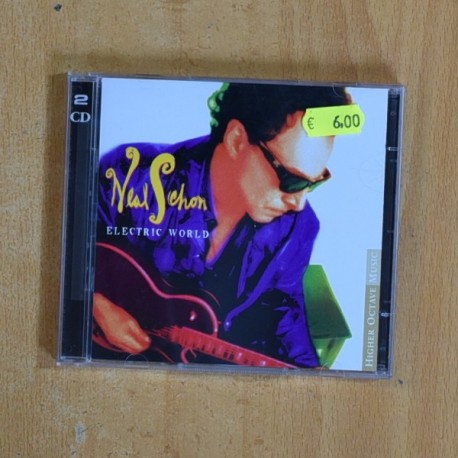 2
CD
€ 6.00
Neal Schon
ELECTRIC WORLD
HIGHER OCTAVE MUSIC